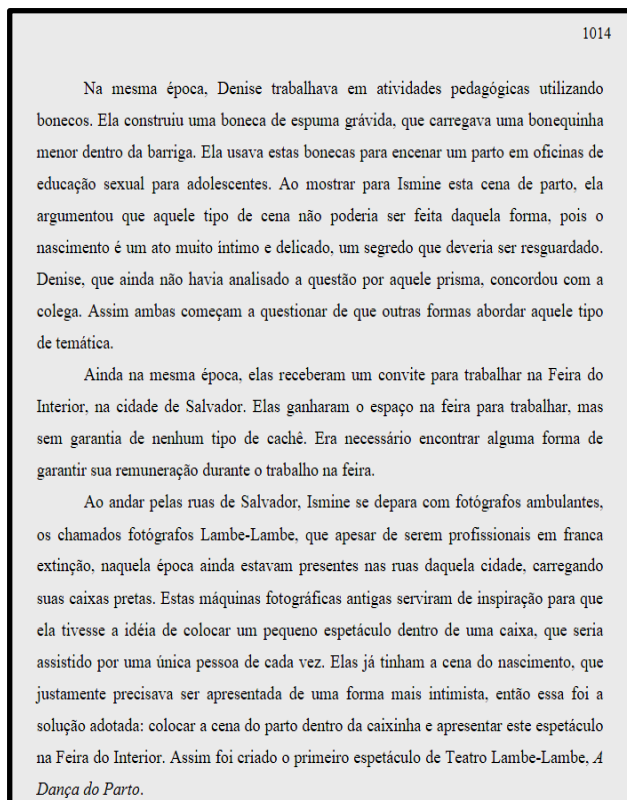 1014
Na mesma época, Denise trabalhava em atividades pedagógicas utilizando
bonecos. Ela construiu uma boneca de espuma grávida, que carregava uma bonequinha
menor dentro da barriga. Ela usava estas bonecas para encenar um parto em oficinas de
educação sexual para adolescentes. Ao mostrar para Ismine esta cena de parto, ela
argumentou que aquele tipo de cena não poderia ser feita daquela forma, pois o
nascimento é um ato muito íntimo e delicado, um segredo que deveria ser resguardado.
Denise, que ainda não havia analisado a questão por aquele prisma, concordou com a
colega. Assim ambas começam a questionar de que outras formas abordar aquele tipo
de temática.
Ainda na mesma época, elas receberam um convite para trabalhar na Feira do
Interior, na cidade de Salvador. Elas ganharam o espaço na feira para trabalhar, mas
sem garantia de nenhum tipo de cachê. Era necessário encontrar alguma forma de
garantir sua remuneração durante o trabalho na feira.
Ao andar pelas ruas de Salvador, Ismine se depara com fotógrafos ambulantes,
os chamados fotógrafos Lambe-Lambe, que apesar de serem profissionais em franca
extinção, naquela época ainda estavam presentes nas ruas daquela cidade, carregando
suas caixas pretas. Estas máquinas fotográficas antigas serviram de inspiração para que
ela tivesse a idéia de colocar um pequeno espetáculo dentro de uma caixa, que seria
assistido por uma única pessoa de cada vez. Elas já tinham a cena do nascimento, que
justamente precisava ser apresentada de uma forma mais intimista, então essa foi a
solução adotada: colocar a cena do parto dentro da caixinha e apresentar este espetáculo
na Feira do Interior. Assim foi criado o primeiro espetáculo de Teatro Lambe-Lambe, A
Dança do Parto.